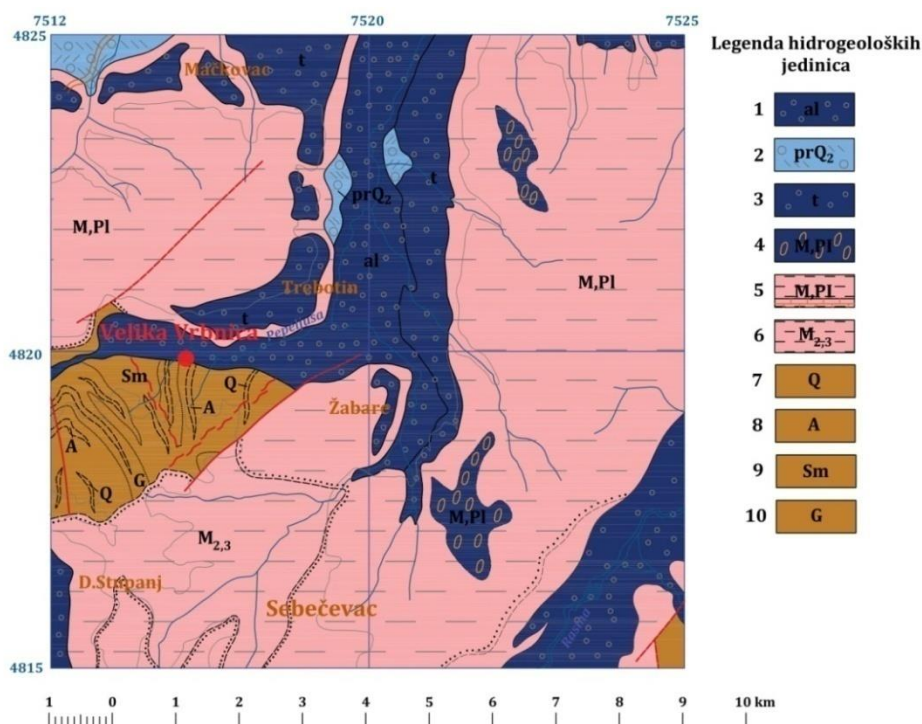 7512
7520
7525
4825
Mačkovac
t
prQ₂
t
M,Pl
al
M,Pl
Trebotin
t
Pepeljuša
Velika Vrbnica
4820
Sm
Q
A
Žabare
A
Q
G
M,Pl
M₂,₃
D.Stupanj
Sebečevac
Rasina
4815
1 0 1 2 3 4 5 6 7 8 9 10 km
Legenda hidrogeoloških
jedinica
1 al
2 prQ₂
3 t
4 M,Pl
5 M,Pl
6 M₂,₃
7 Q
8 A
9 Sm
10 G